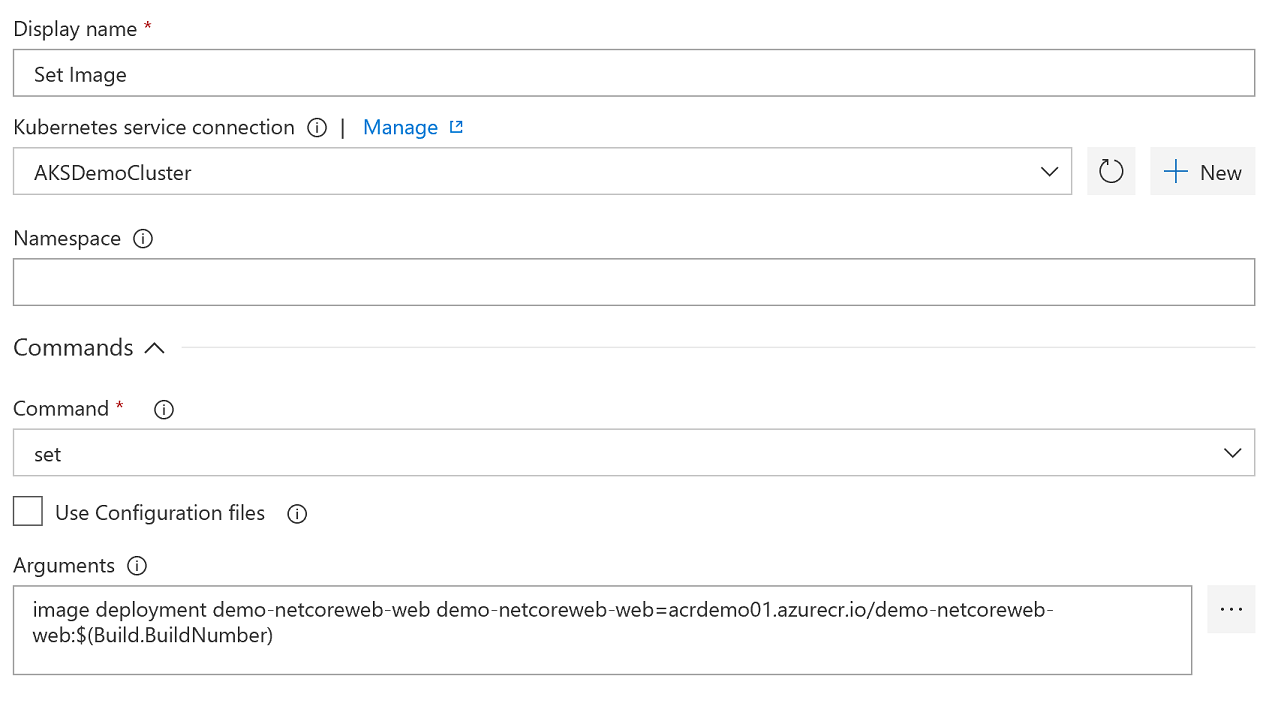 Display name *
Set Image
Kubernetes service connection | Manage
AKSDemoCluster
New
Namespace
Commands
Command *
set
Use Configuration files
Arguments
image deployment demo-netcoreweb-web demo-netcoreweb-web=acrdemo01.azurecr.io/demo-netcoreweb-
web:$(Build.BuildNumber)
...